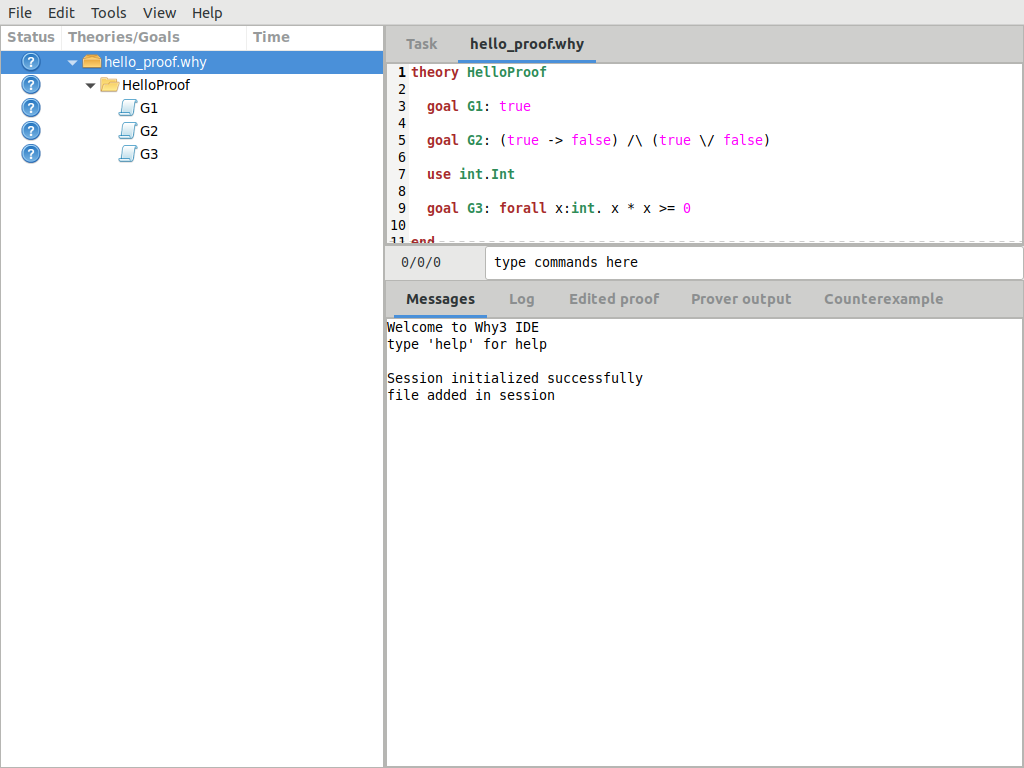 File Edit Tools View Help
Status Theories/Goals Time
hello_proof.why
HelloProof
G1
G2
G3
Task hello_proof.why
1 theory HelloProof
2
3   goal G1: true
4
5   goal G2: (true -> false) /\ (true \/ false)
6
7   use int.Int
8
9   goal G3: forall x:int. x * x >= 0
10
11 end
0/0/0 type commands here
Messages Log Edited proof Prover output Counterexample
Welcome to Why3 IDE
type 'help' for help
Session initialized successfully
file added in session